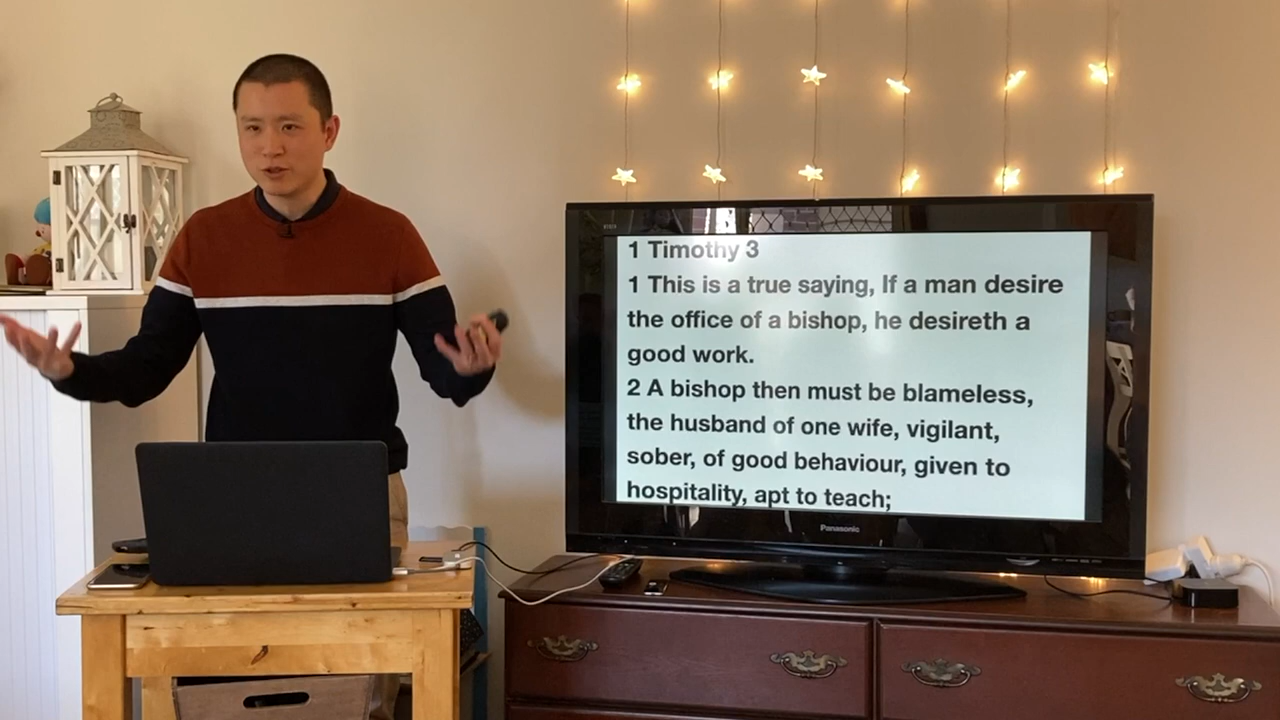 1 Timothy 3
1 This is a true saying, If a man desire
the office of a bishop, he desireth a
good work.
2 A bishop then must be blameless,
the husband of one wife, vigilant,
sober, of good behaviour, given to
hospitality, apt to teach;
Panasonic